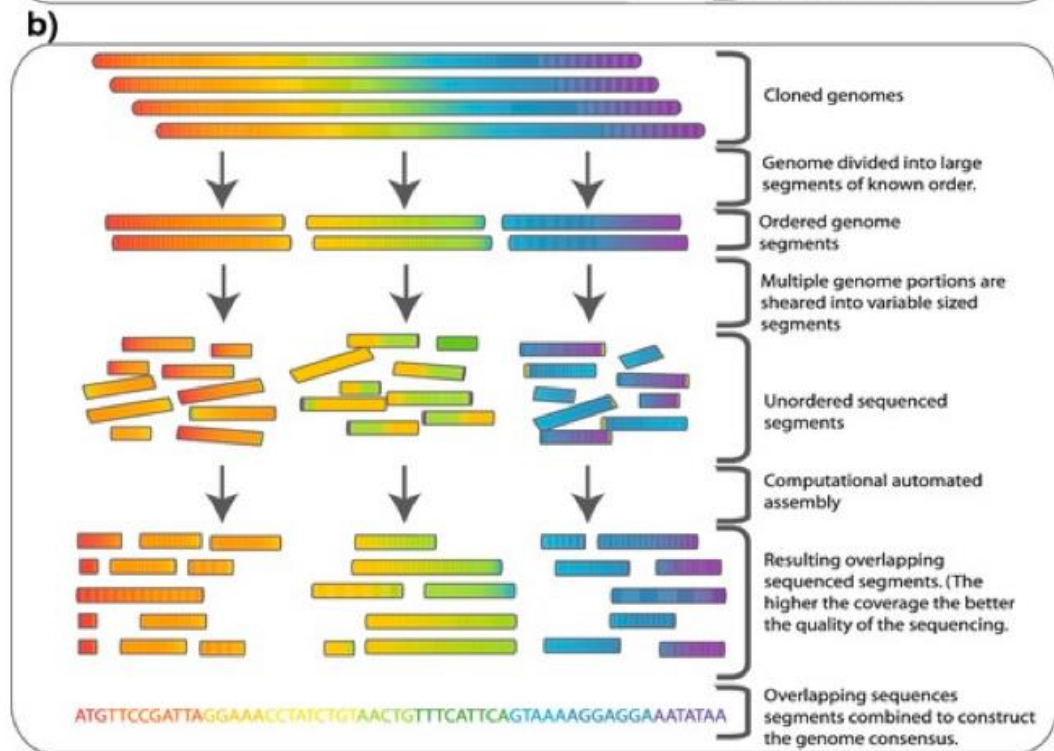 b)
Cloned genomes
Genome divided into large
segments of known order.
Ordered genome
segments
Multiple genome portions are
sheared into variable sized
segments
Unordered sequenced
segments
Computational automated
assembly
Resulting overlapping
sequenced segments. (The
higher the coverage the better
the quality of the sequencing.
ATGTTCCGATTAGGAAACCTATCTGTAACTGTTTCATTCAGTAAAAGGAGGAAATATAA
Overlapping sequences
segments combined to construct
the genome consensus.